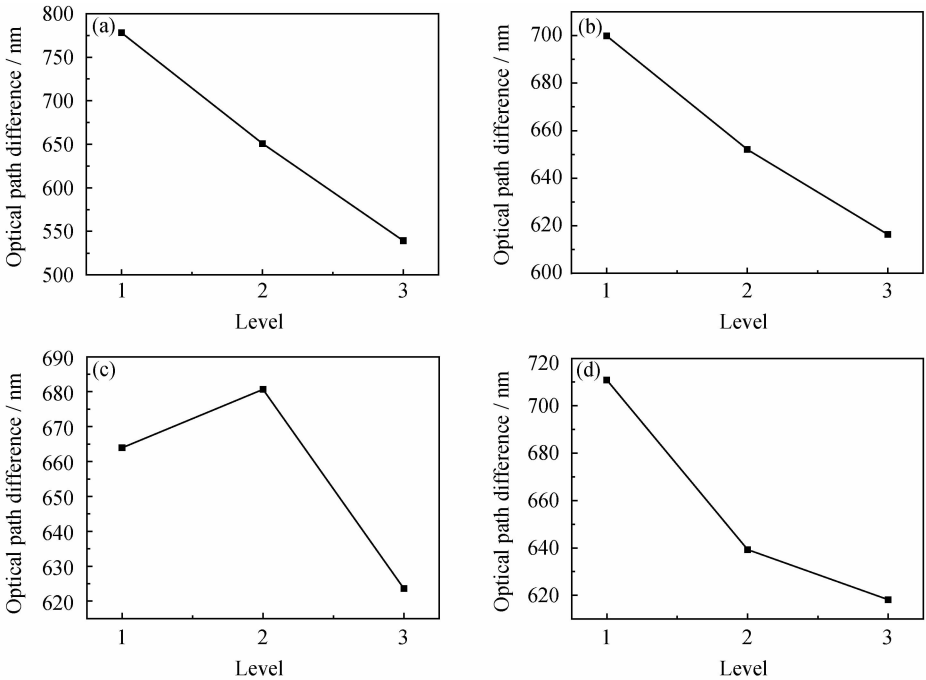 (a)
Optical path difference / nm
800
750
700
650
600
550
500
1 2 3
Level
(b)
Optical path difference / nm
700
680
660
640
620
600
1 2 3
Level
(c)
Optical path difference / nm
690
680
670
660
650
640
630
620
1 2 3
Level
(d)
Optical path difference / nm
720
700
680
660
640
620
1 2 3
Level